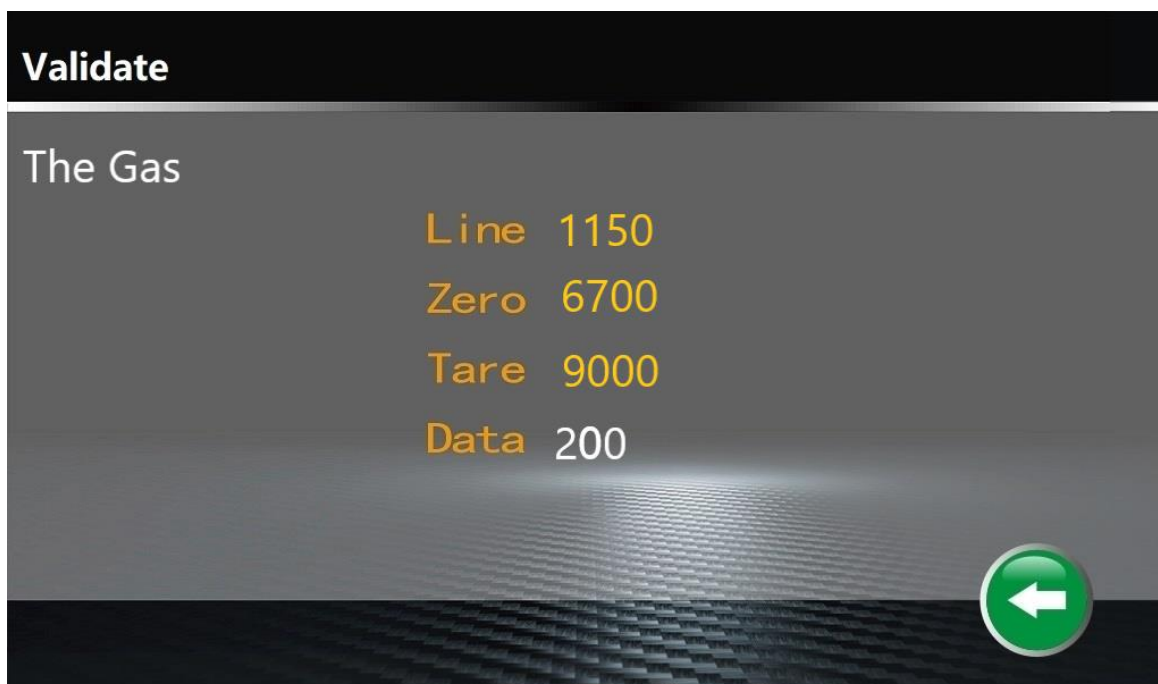 Validate
The Gas
Line 1150
Zero 6700
Tare 9000
Data 200